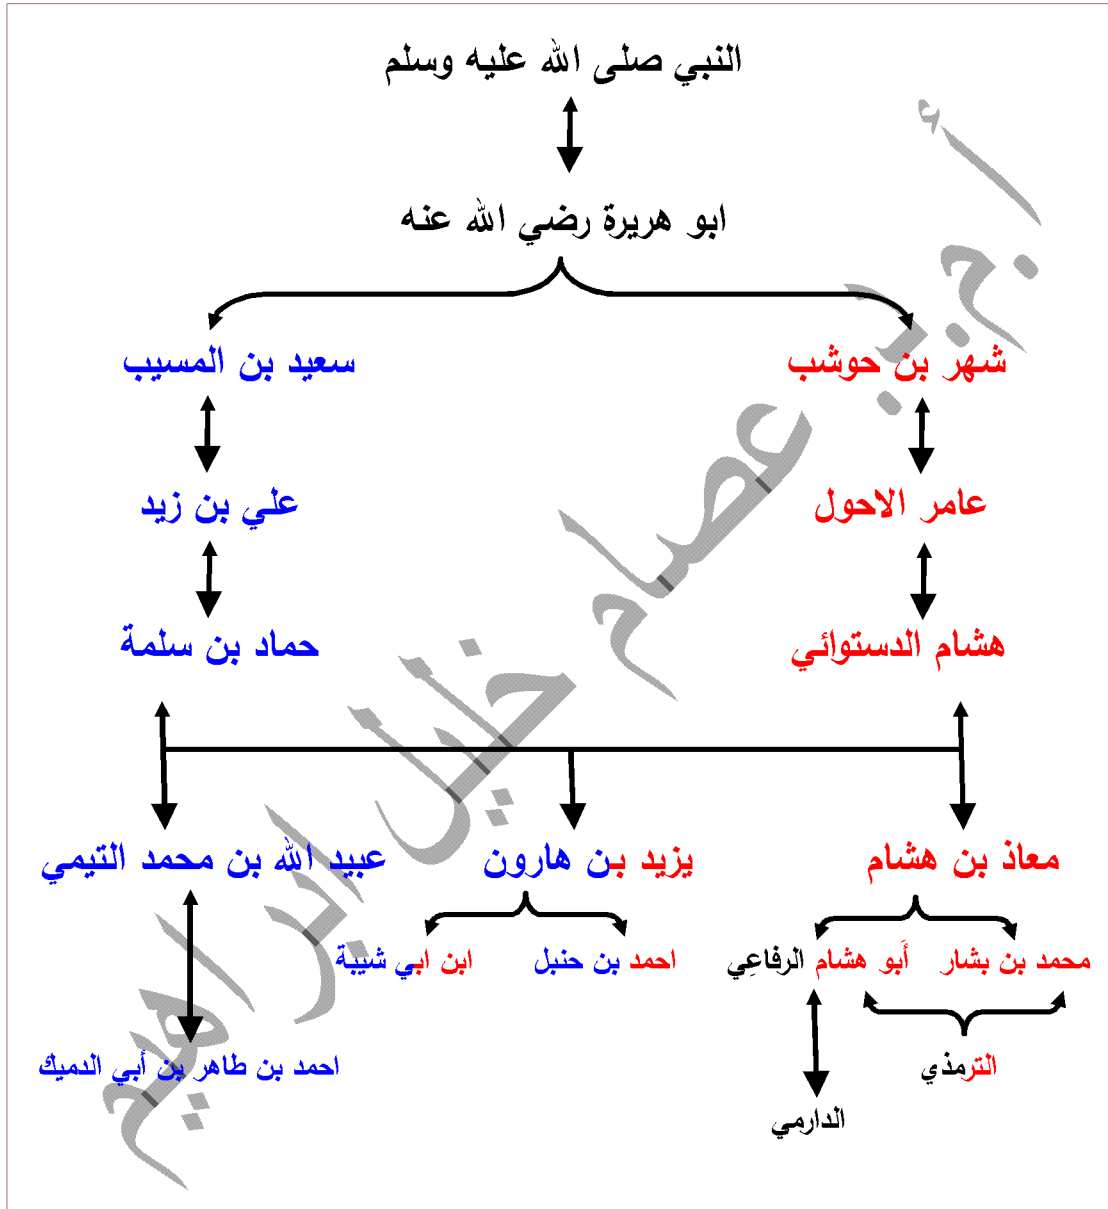 النبي صلى الله عليه وسلم
ابو هريرة رضي الله عنه
شهر بن حوشب سعيد بن المسيب
عامر الاحول علي بن زيد
هشام الدستوائي حماد بن سلمة
معاذ بن هشام يزيد بن هارون عبيد الله بن محمد التيمي
محمد بن بشار أَبو هشام الرفاعِي احمد بن حنبل ابن ابي شيبة
الترمذي احمد بن طاهر بن أبي الدميك
الدارمي
أ.م.د. عصام خليل ابراهيم